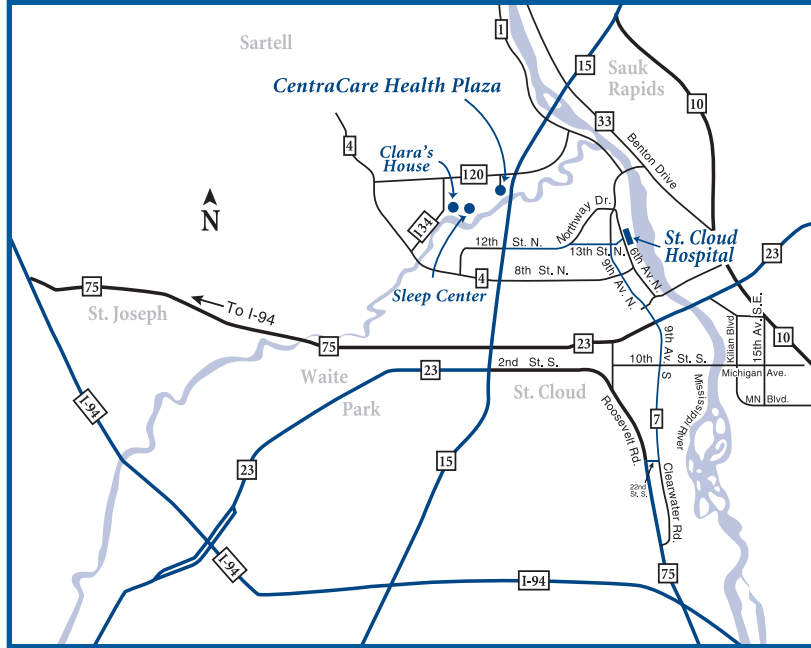 1
Sartell
15
Sauk
Rapids
CentraCare Health Plaza
10
33
4
Clara's
House
Benton Drive
120
N
134
Northway Dr.
12th St. N.
13th St. N.
St. Cloud
Hospital
6th Av. N.
23
4
8th St. N.
9th Av. N.
Sleep Center
75
To I-94
St. Joseph
75
23
9th Av. S
Kilian Blvd
15th Av. S.E.
10
10th St. S.
2nd St. S.
23
Waite
Park
St. Cloud
Michigan Ave.
MN Blvd.
Mississippi River
I-94
Roosevelt Rd.
7
15
23
22nd
St. S.
Clearwater Rd.
I-94
I-94
75